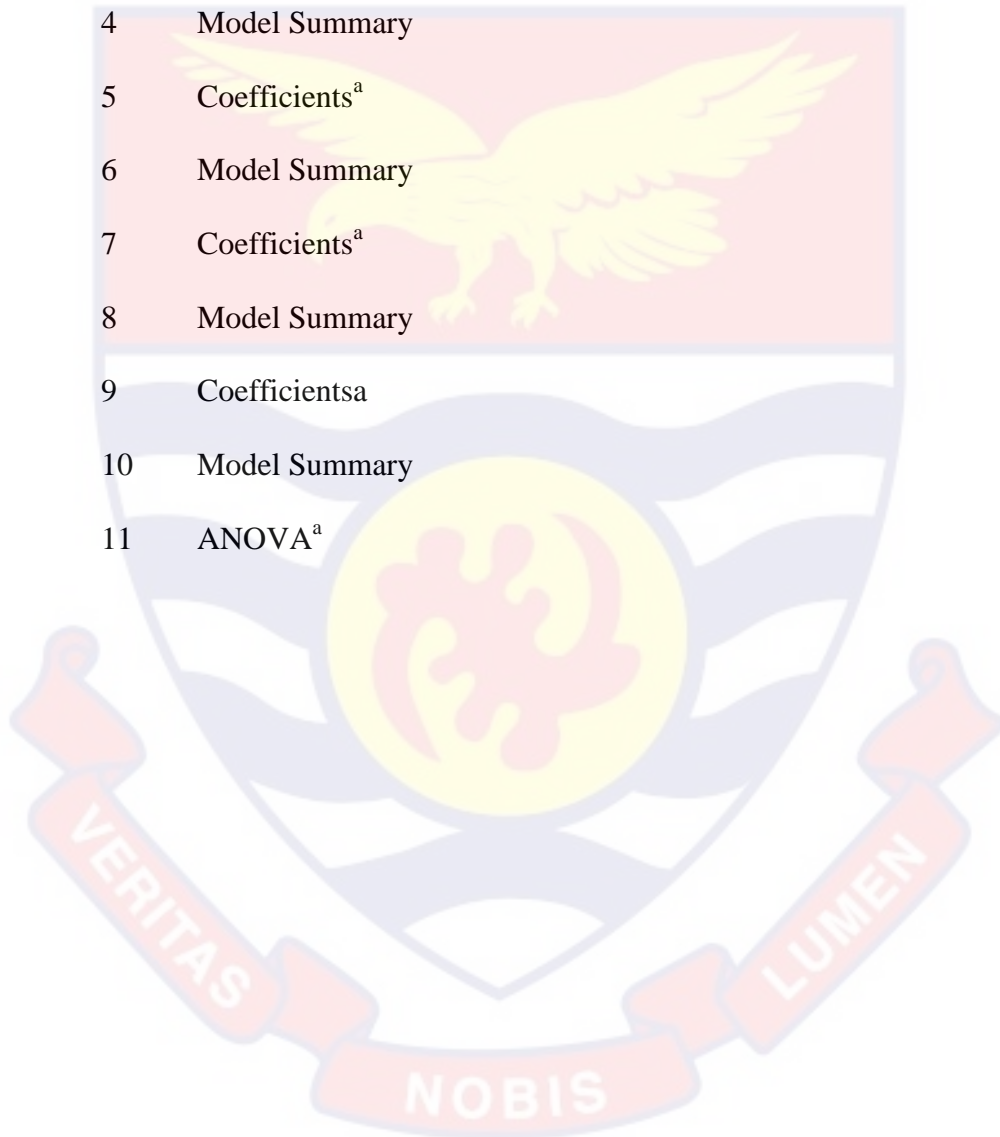 4 Model Summary
5 Coefficientsᵃ
6 Model Summary
7 Coefficientsᵃ
8 Model Summary
9 Coefficientsa
10 Model Summary
11 ANOVAᵃ
VERITAS
NOBIS
LUMEN